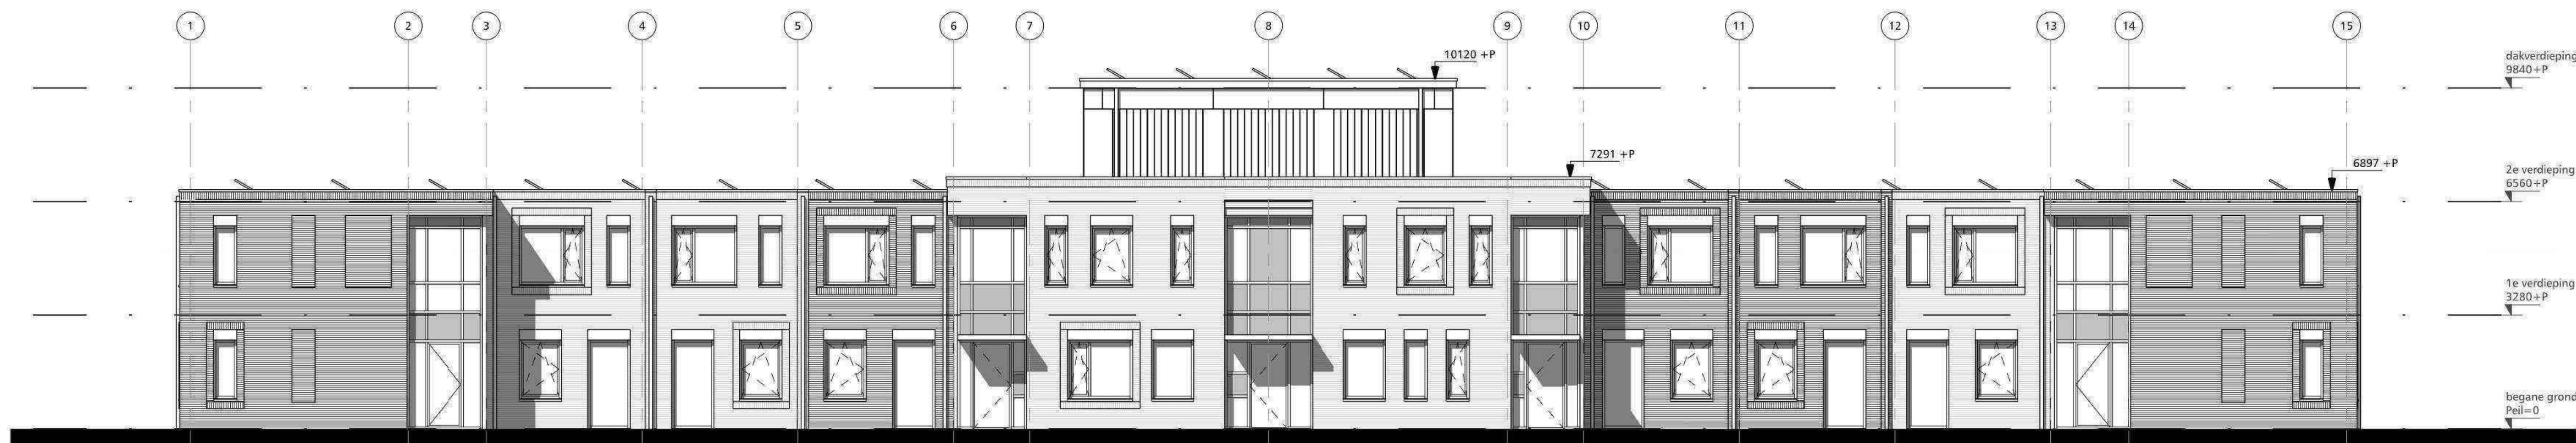 1 2 3 4 5 6 7 8 9 10 11 12 13 14 15
10120 +P
dakverdieping
9840+P
7291 +P
6897 +P
2e verdieping
6560+P
1e verdieping
3280+P
begane grond
Peil=0